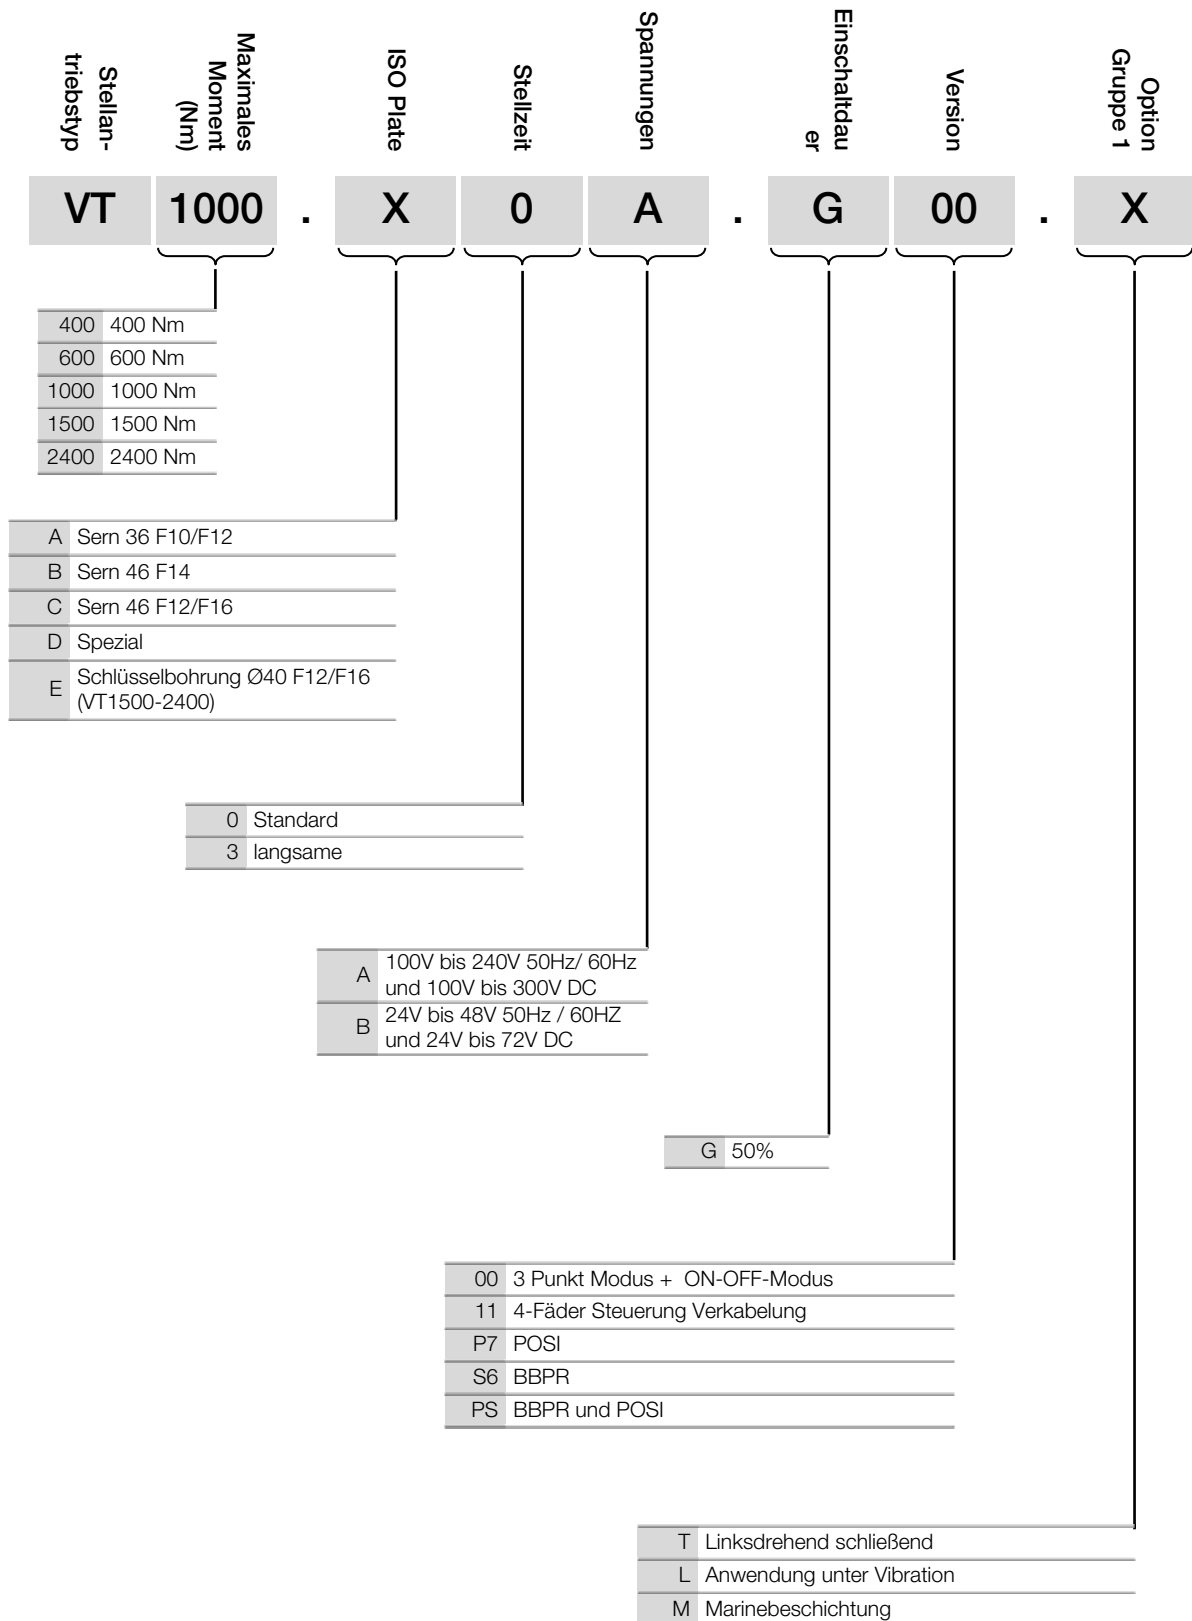 Stellan-
triebstyp
Maximales
Moment
(Nm)
ISO Plate
Stellzeit
Spannungen
Einschaltdau
er
Version
Option
Gruppe 1
VT 1000 . X 0 A . G 00 . X
400 400 Nm
600 600 Nm
1000 1000 Nm
1500 1500 Nm
2400 2400 Nm
A Sern 36 F10/F12
B Sern 46 F14
C Sern 46 F12/F16
D Spezial
E Schlüsselbohrung Ø40 F12/F16
(VT1500-2400)
0 Standard
3 langsame
A 100V bis 240V 50Hz/ 60Hz
und 100V bis 300V DC
B 24V bis 48V 50Hz / 60HZ
und 24V bis 72V DC
G 50%
00 3 Punkt Modus + ON-OFF-Modus
11 4-Fäder Steuerung Verkabelung
P7 POSI
S6 BBPR
PS BBPR und POSI
T Linksdrehend schließend
L Anwendung unter Vibration
M Marinebeschichtung